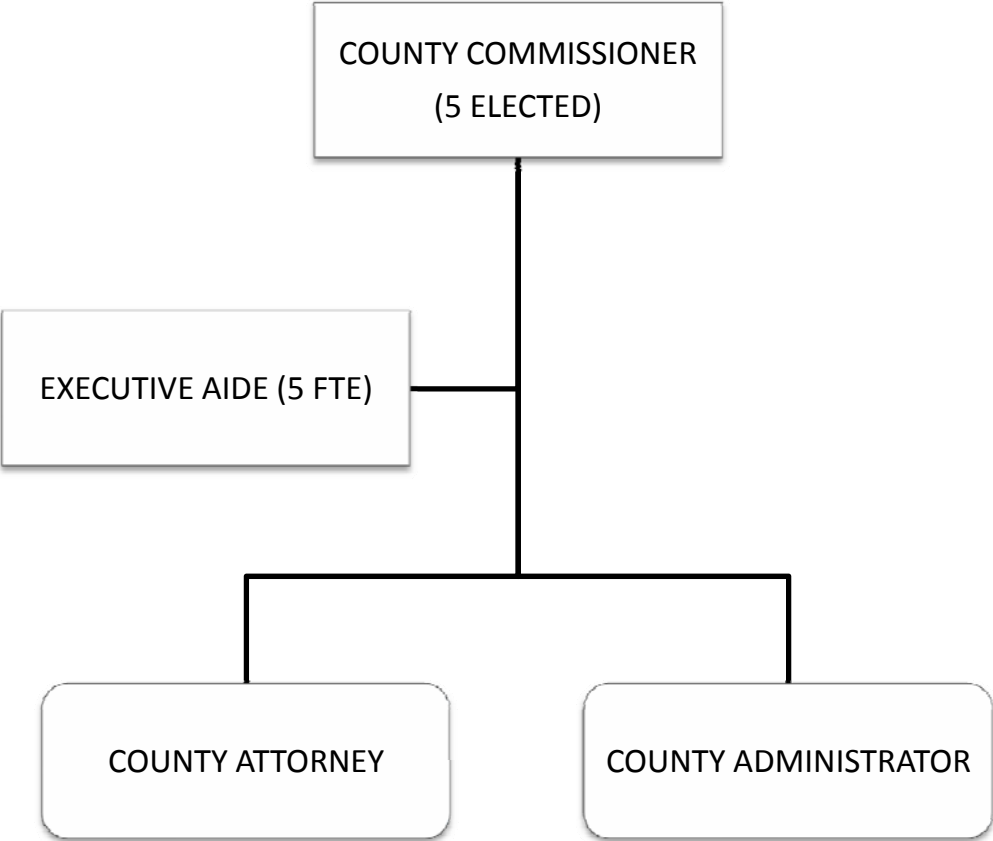 COUNTY COMMISSIONER
(5 ELECTED)
EXECUTIVE AIDE (5 FTE)
COUNTY ATTORNEY
COUNTY ADMINISTRATOR